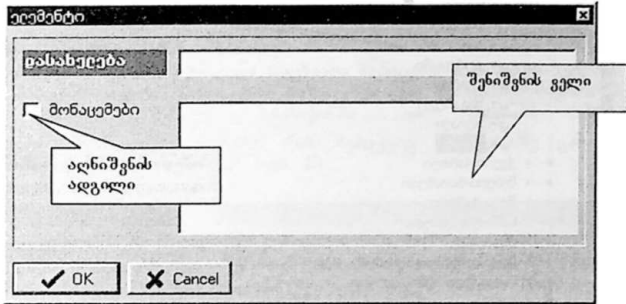 ელემენტი
დასახელება
შენიშვნის ველი
მონაცემები
აღნიშვნის
ადგილი
OK
Cancel